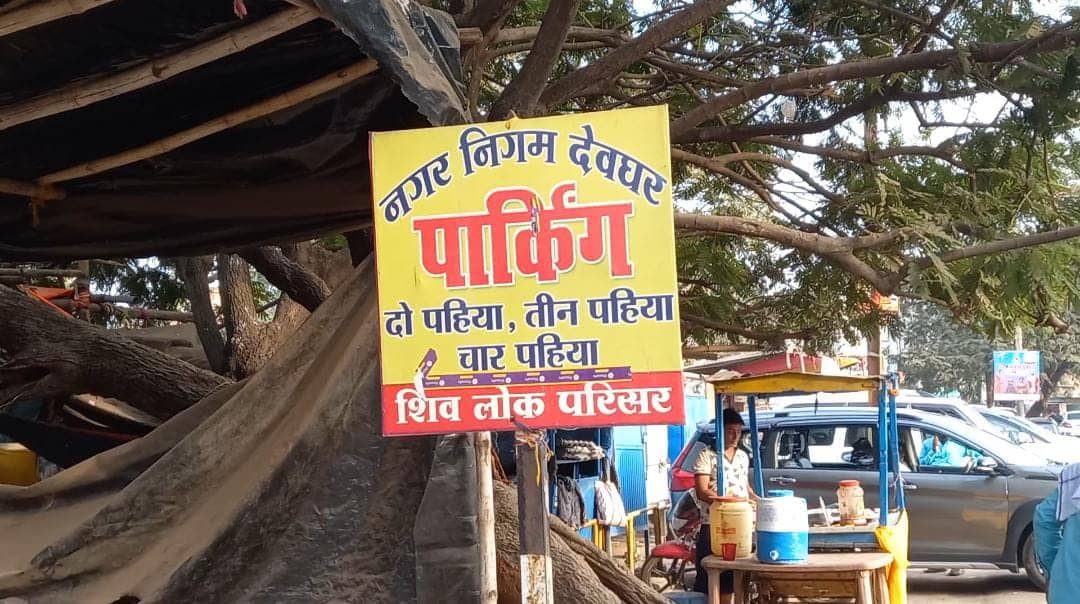 नगर निगम देवघर
पार्किंग
दो पहिया, तीन पहिया
चार पहिया
शिव लोक परिसर